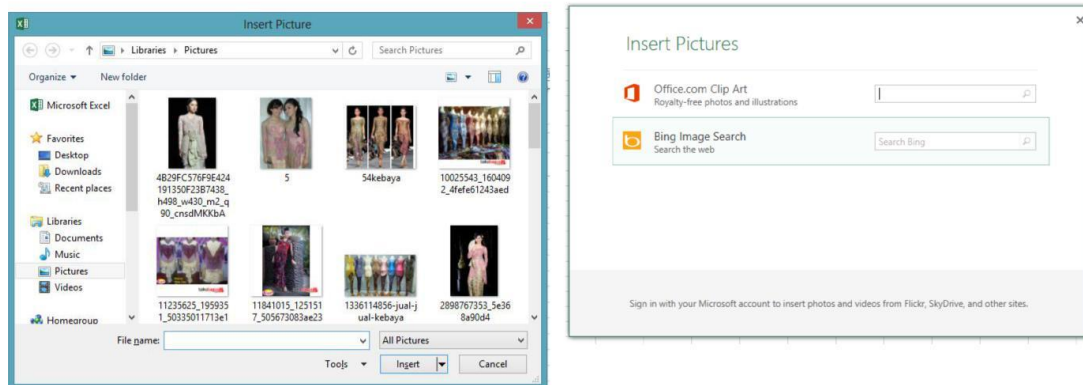 Insert Picture
Libraries Pictures
Search Pictures
Organize New folder
Microsoft Excel
Favorites
Desktop
Downloads
Recent places
Libraries
Documents
Music
Pictures
Videos
Homegroup
4B29FC576F9E424
191350F23B7438_
h498_w430_m2_q
90_cnsdMKKbA
5
54kebaya
10025543_160409
2_4fefe61243aed
11235625_195935
1_50335011713e1
11841015_125151
7_505673083ae23
1336114856-jual-j
ual-kebaya
2898767353_5e36
8a90d4
File name:
All Pictures
Tools Insert Cancel
Insert Pictures
Office.com Clip Art
Royalty-free photos and illustrations
Bing Image Search
Search the web
Search Bing
Sign in with your Microsoft account to insert photos and videos from Flickr, SkyDrive, and other sites.